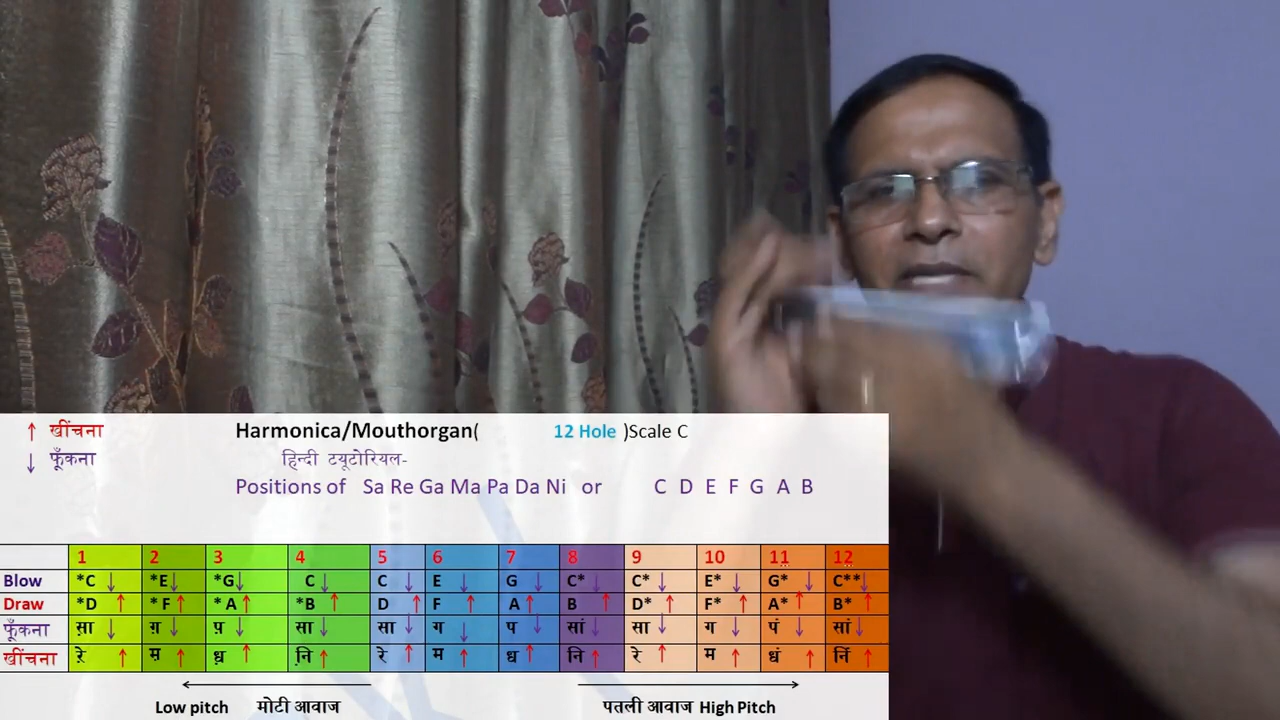 ↑ खींचना Harmonica/Mouthorgan( 12 Hole )Scale C
↓ फूँकना हिन्दी टयूटोरियल-
Positions of Sa Re Ga Ma Pa Da Ni or C D E F G A B
1 2 3 4 5 6 7 8 9 10 11 12
Blow *C ↓ *E ↓ *G ↓ C ↓ C ↓ E ↓ G ↓ C* ↓ C* ↓ E* ↓ G* ↓ C** ↓
Draw *D ↑ *F ↑ *A ↑ *B ↑ D ↑ F ↑ A ↑ B ↑ D* ↑ F* ↑ A* ↑ B* ↑
फूँकना सा़ ↓ ग़ ↓ प़ ↓ सा ↓ सा ↓ ग ↓ प ↓ सां ↓ सा ↓ ग ↓ पं ↓ सां ↓
खींचना रे़ ↑ म़ ↑ ध़ ↑ नि़ ↑ रे ↑ म ↑ ध ↑ नि ↑ रे ↑ म ↑ धं ↑ निं ↑
Low pitch मोटी आवाज पतली आवाज High Pitch